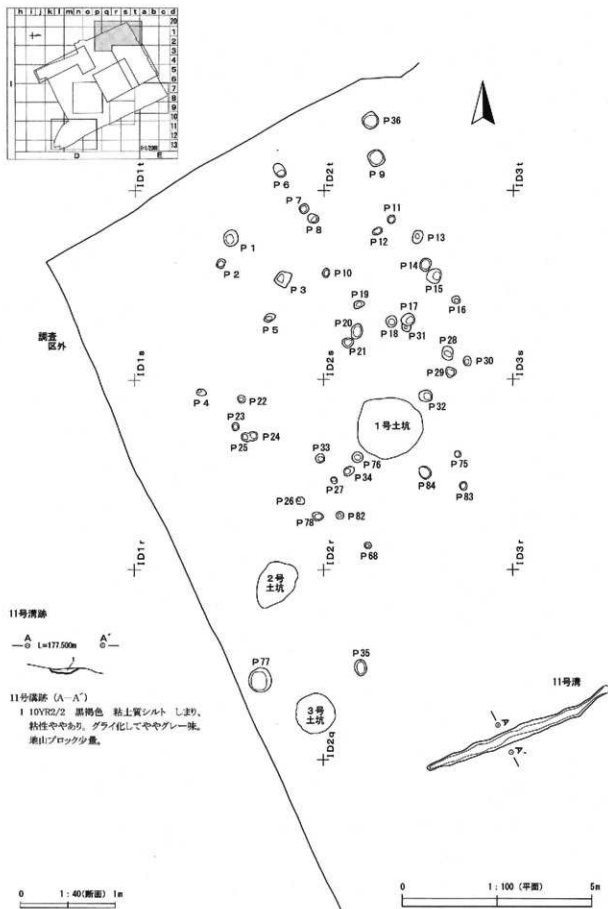 h i j k l m n o p q r s t a b c d
20
1
2
3
4
5
6
7
8
9
10
11
12
13
I
D
E
P36
P9
P6
ID1t
ID2t
ID3t
P7
P8
P11
P12
P13
P1
P2
P3
P10
P14
P15
P16
P19
P17
P5
P20
P18
P31
P21
P28
P30
P29
調査
区外
ID1s
ID2s
ID3s
P4
P22
P32
P23
P25
P24
1号土坑
P33
P76
P34
P27
P75
P84
P83
P26
P78
P82
P68
ID1r
ID2r
ID3r
2号
土坑
11号溝跡
A
L=177.500m
A´
1
P77
P35
11号溝
3号
土坑
ア
ア、
ID2q
11号溝跡 (A―A´)
1 10YR2/2 黒褐色 粘土質シルト しまり、
粘性ややあり。グライ化してややグレー味。
地山ブロック少量。
0 1:40(断面) 1m
0 1:100(平面) 5m